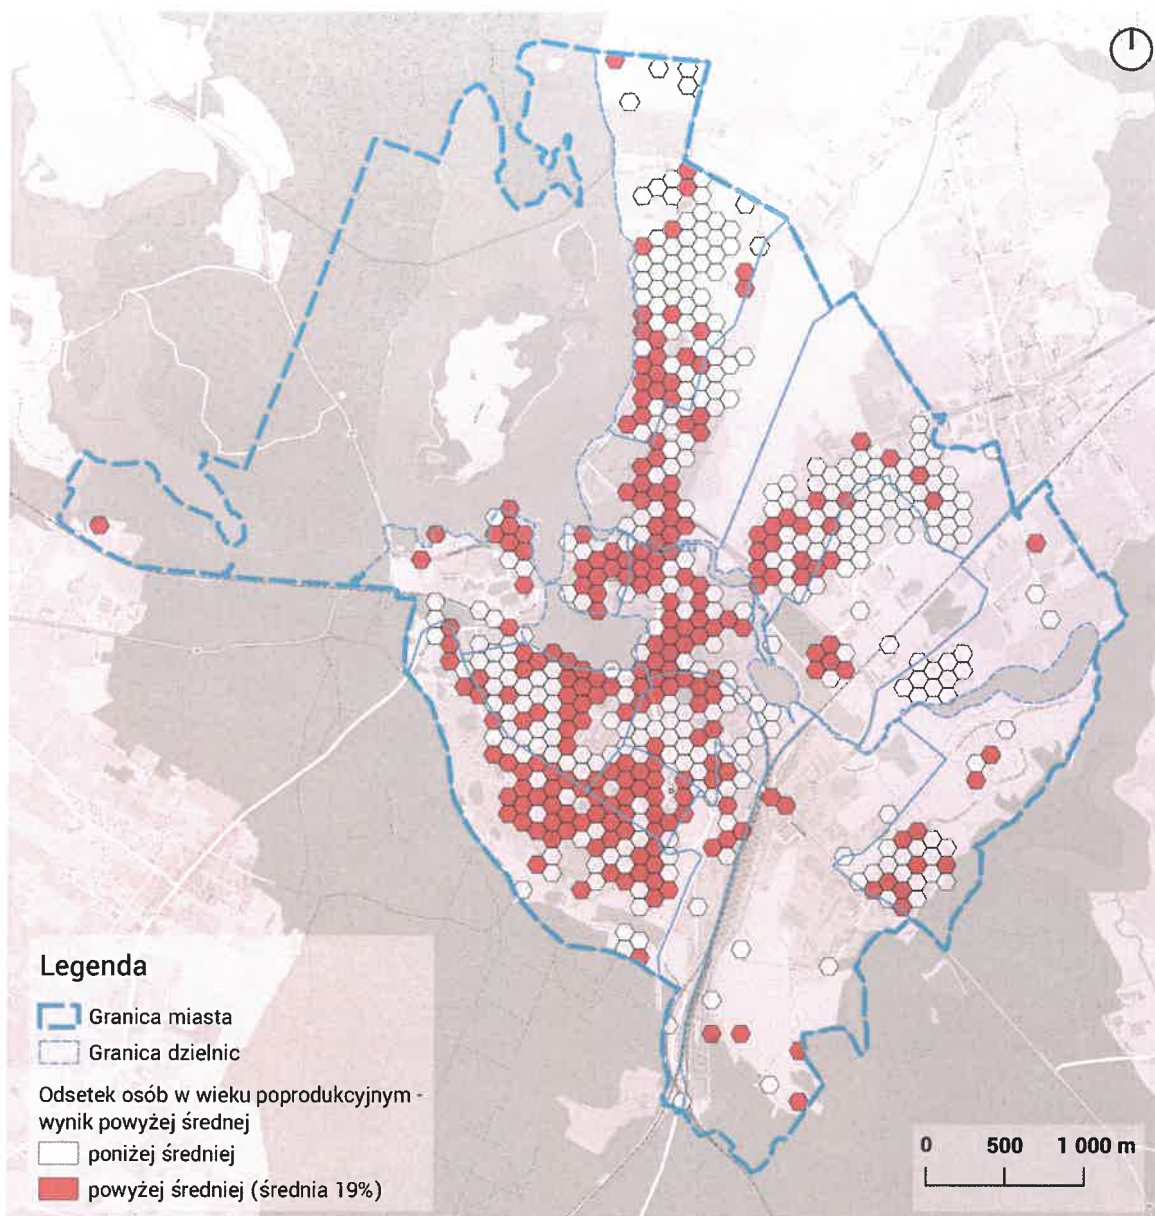 Legenda
Granica miasta
Granica dzielnic
Odsetek osób w wieku poprodukcyjnym -
wynik powyżej średnej
poniżej średniej
powyżej średniej (średnia 19%)
0 500 1 000 m